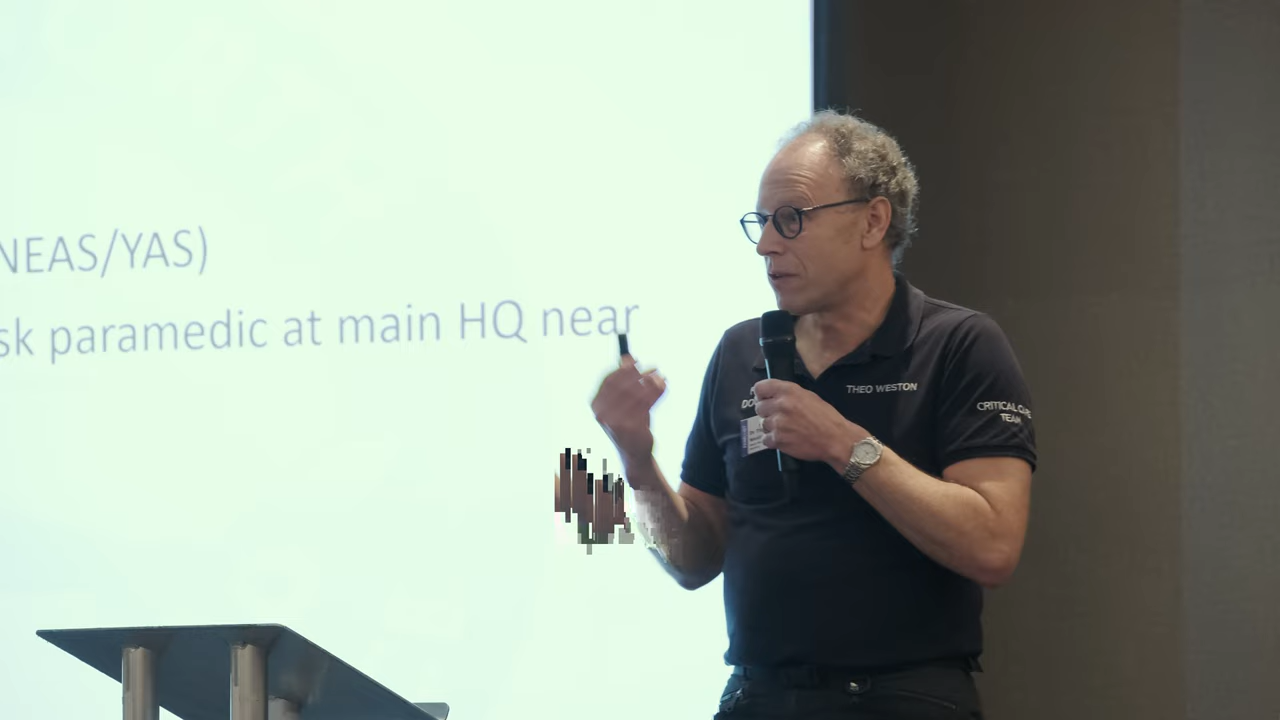 NEAS/YAS)
sk paramedic at main HQ near
THEO WESTON
CRITICAL CARE
TEAM